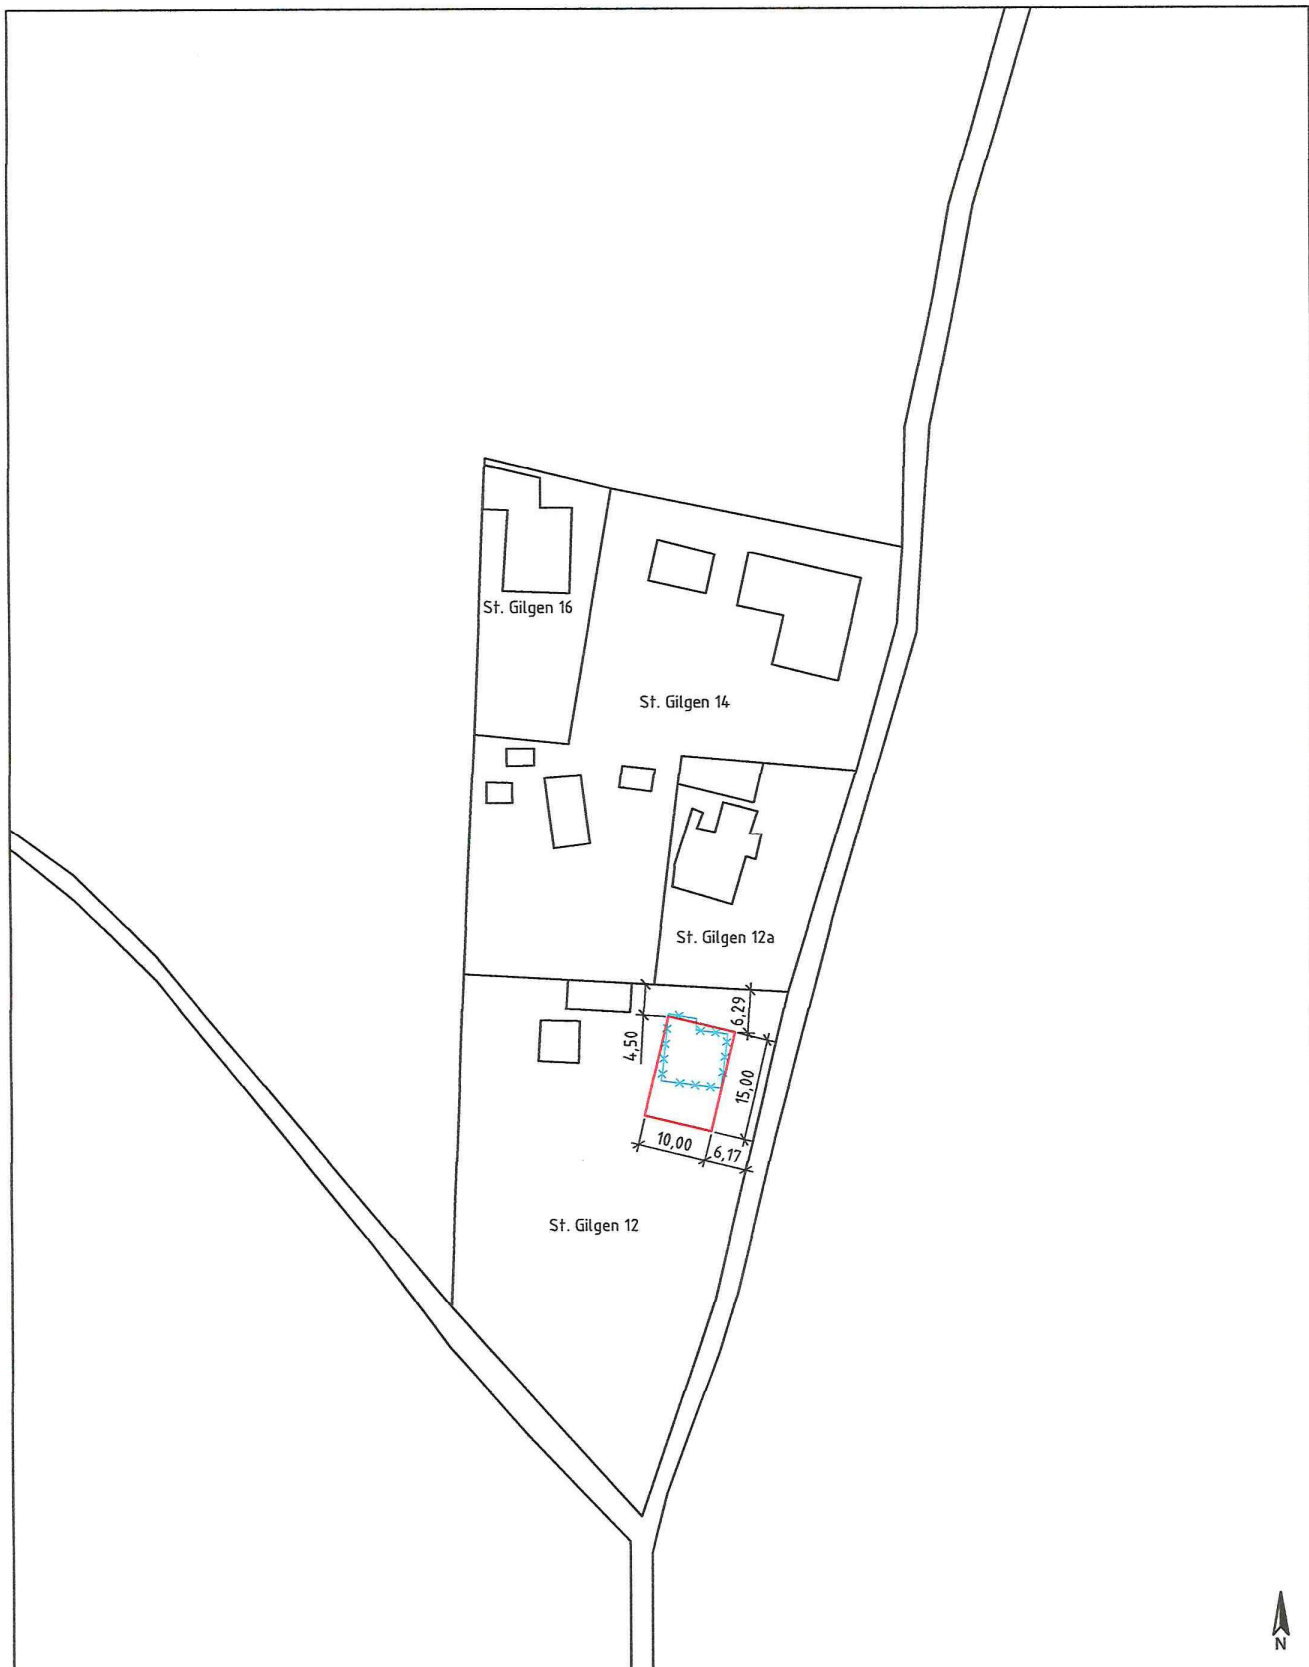 St. Gilgen 16
St. Gilgen 14
St. Gilgen 12a
6,29
4,50
15,00
10,00
6,17
St. Gilgen 12
N